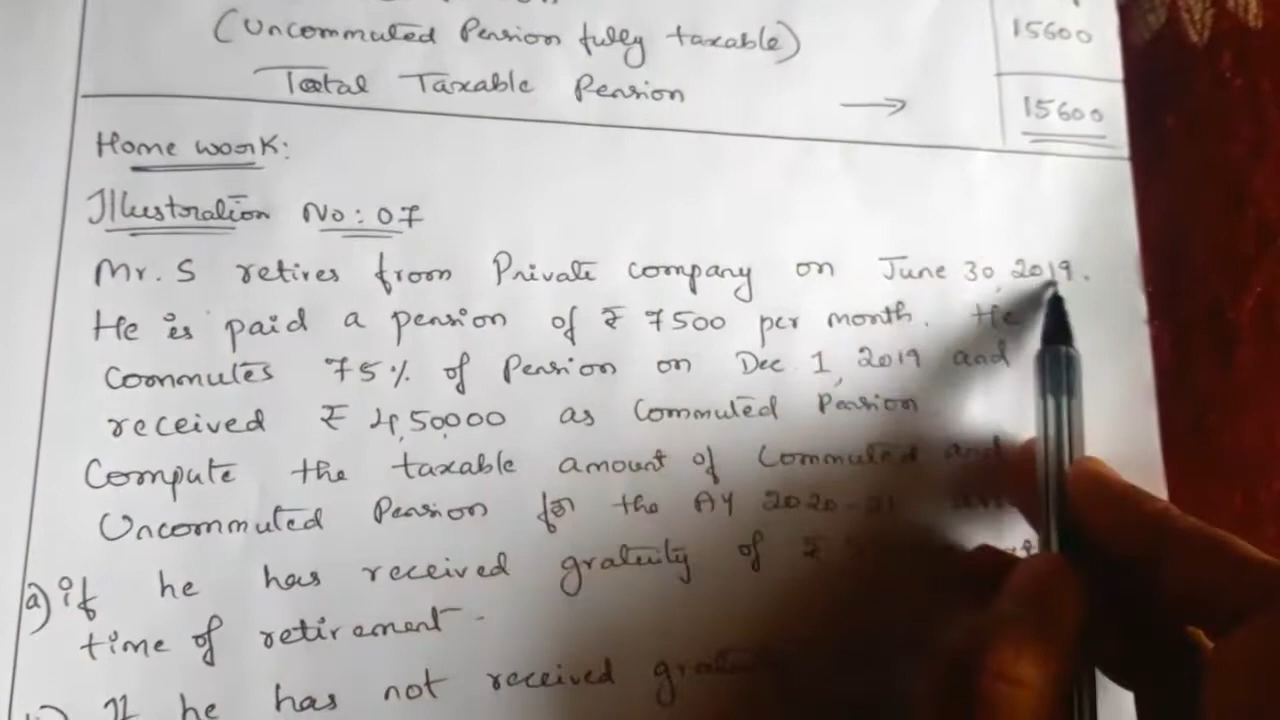 (Uncommuted Pension fully taxable)
15600
Total Taxable Pension
15600
Home work:
Illustration No: 07
Mr. S retires from Private company on June 30, 2019.
He is paid a pension of ₹ 7500 per month. He
Commutes 75% of Pension on Dec 1, 2019 and
received ₹ 4,50,000 as Commuted Pension
Compute the taxable amount of Commuted and
Uncommuted Pension for the AY 2020-21
a) if he has received gratuity of ₹
time of retirement.
If he has not received